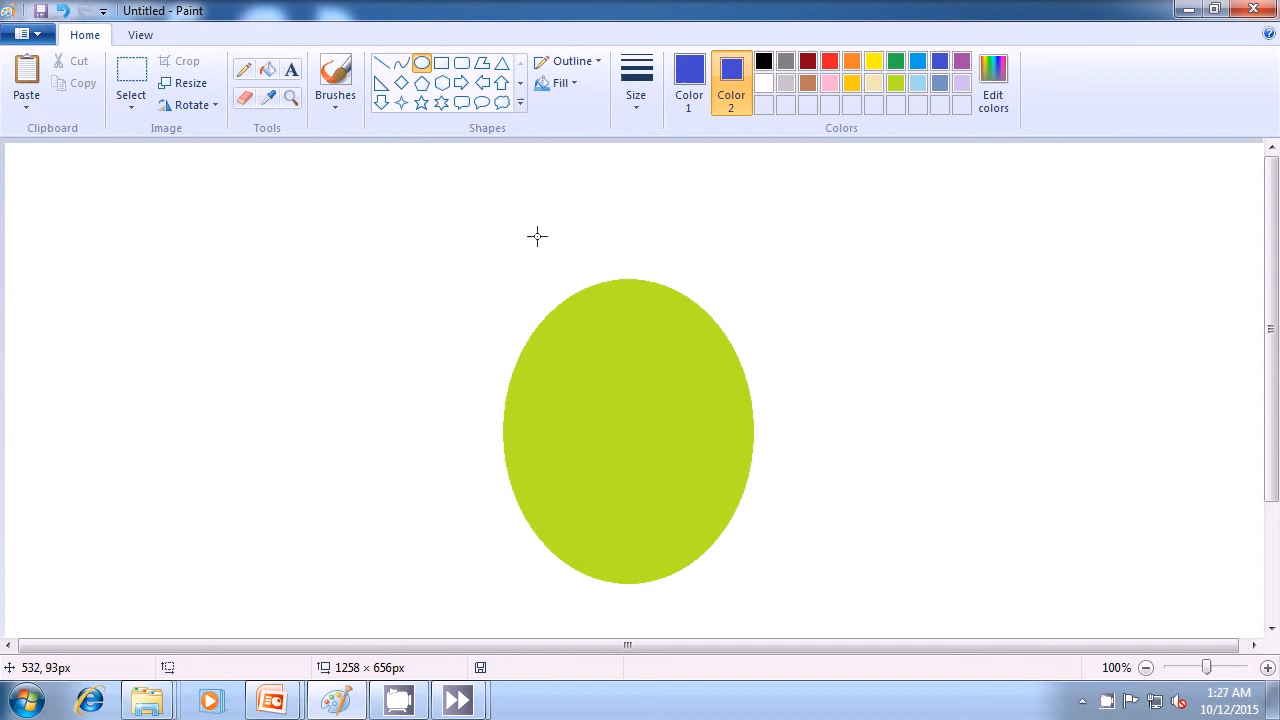 Untitled - Paint
Home
View
Paste
Cut
Copy
Clipboard
Select
Crop
Resize
Rotate
Image
A
Tools
Brushes
Outline
Fill
Shapes
Size
Color 1
Color 2
Edit colors
Colors
532, 93px
1258 × 656px
100%
1:27 AM
10/12/2015